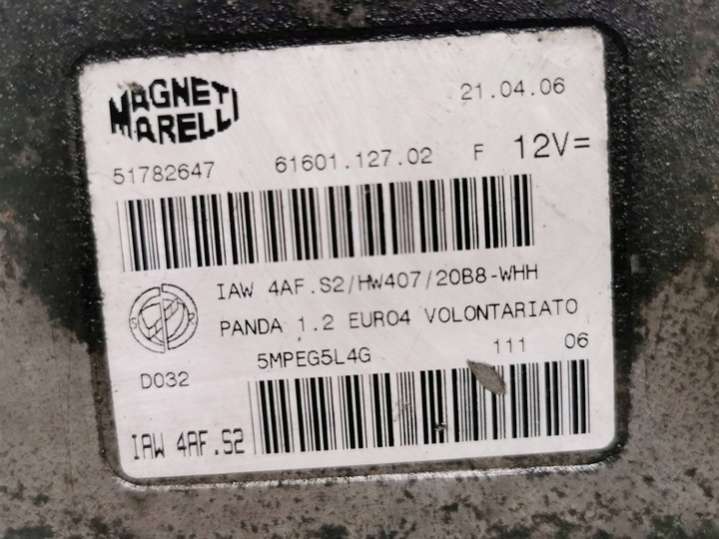 MAGNETI MARELLI
21.04.06
51782647 61601.127.02 F 12V=
IAW 4AF.S2/HW407/20B8-WHH
PANDA 1.2 EURO4 VOLONTARIATO
5MPEG5L4G 111 06
D032
IAW 4AF.S2